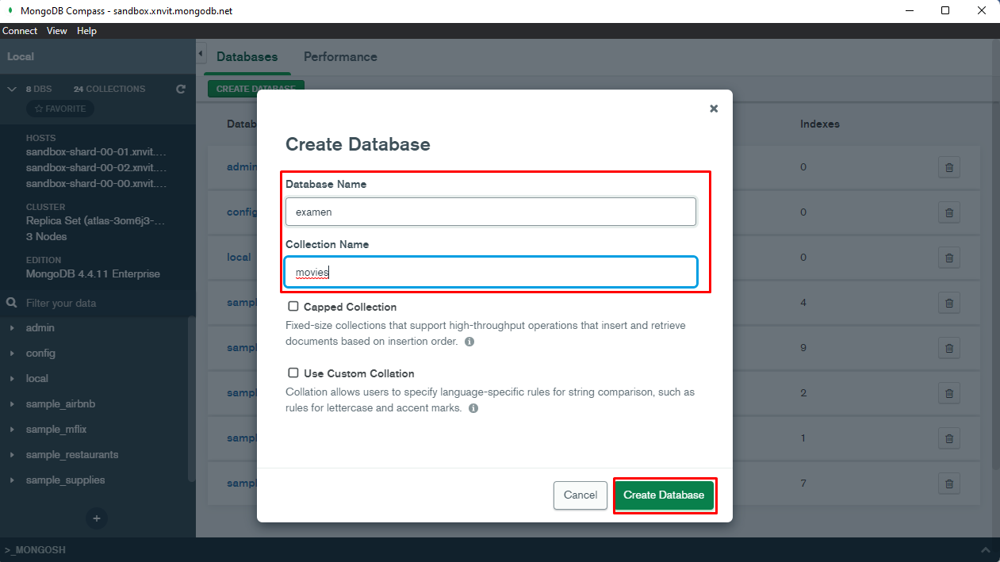 MongoDB Compass - sandbox.xnvit.mongodb.net
Connect View Help
Local
Databases Performance
8 DBS 24 COLLECTIONS
FAVORITE
CREATE DATABASE
HOSTS
sandbox-shard-00-01.xnvit....
sandbox-shard-00-02.xnvit....
sandbox-shard-00-00.xnvit....
CLUSTER
Replica Set (atlas-3om6j3-...
3 Nodes
EDITION
MongoDB 4.4.11 Enterprise
Filter your data
admin
config
local
sample_airbnb
sample_mflix
sample_restaurants
sample_supplies
+
>_MONGOSH
Datab
Indexes
admin
0
config
0
local
0
sampl
4
sampl
9
sampl
2
sampl
1
sampl
7
Create Database
Database Name
examen
Collection Name
movies
Capped Collection
Fixed-size collections that support high-throughput operations that insert and retrieve
documents based on insertion order.
Use Custom Collation
Collation allows users to specify language-specific rules for string comparison, such as
rules for lettercase and accent marks.
Cancel Create Database